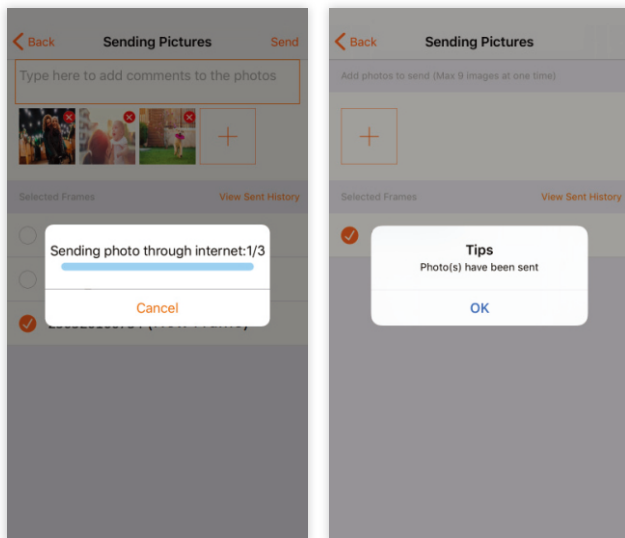 Back Sending Pictures Send
Type here to add comments to the photos
Selected Frames View Sent History
Sending photo through internet:1/3
Cancel
Back Sending Pictures
Add photos to send (Max 9 images at one time)
Selected Frames View Sent History
Tips
Photo(s) have been sent
OK